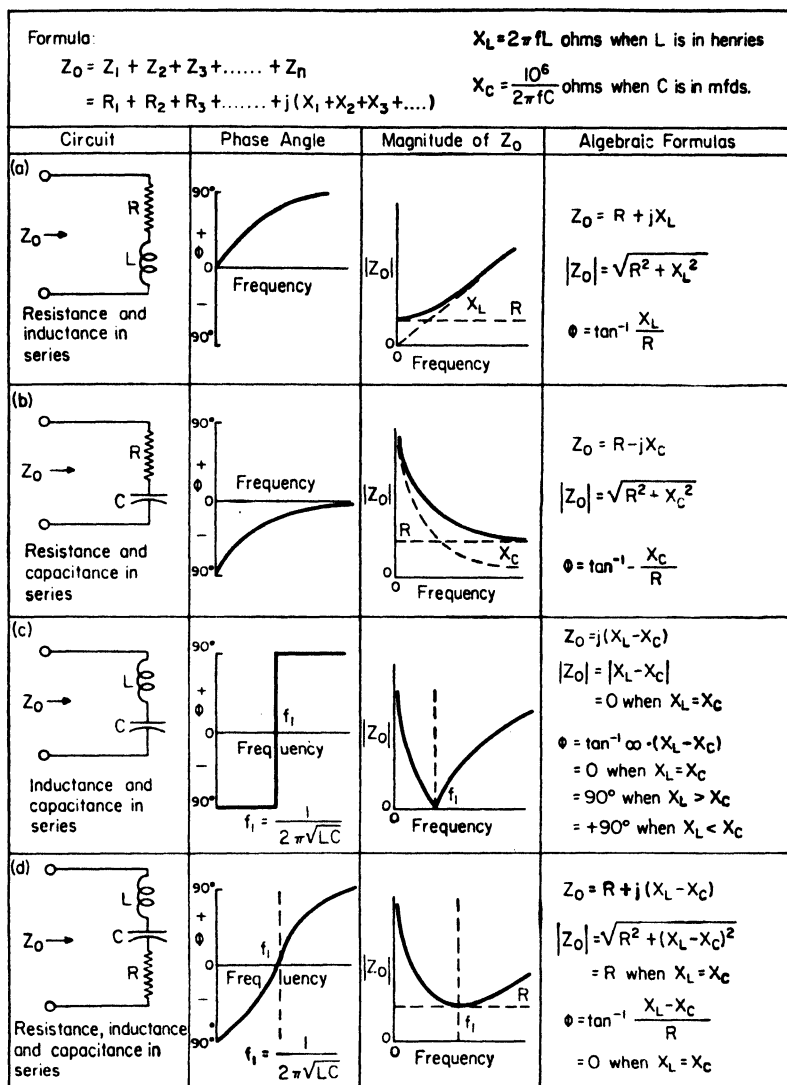 Formula:
Z₀ = Z₁ + Z₂ + Z₃ +...... + Zₙ
= R₁ + R₂ + R₃ +....... +j(X₁+X₂+X₃ +....)
X_L = 2πfL ohms when L is in henries
X_C = 10⁶/2πfC ohms when C is in mfds.
Circuit
Phase Angle
Magnitude of Z₀
Algebraic Formulas
(a)
R
Z₀
L
Resistance and
inductance in
series
90°
+
Φ
0
Frequency
–
90°
|Z₀|
X_L
R
0
0
Frequency
Z₀ = R + jX_L
|Z₀| = √R² + X_L²
Φ = tan⁻¹ X_L/R
(b)
R
Z₀
C
Resistance and
capacitance in
series
90°
+
Frequency
Φ
0
–
90°
|Z₀|
R
X_C
0
0
Frequency
Z₀ = R–jX_C
|Z₀| = √R² + X_C²
Φ = tan⁻¹ – X_C/R
(c)
L
Z₀
C
Inductance and
capacitance in
series
90°
+
Φ
f₁
0
Frequency
–
90°
f₁ = 1/2π√LC
|Z₀|
f₁
0
0
Frequency
Z₀ = j(X_L–X_C)
|Z₀| = |X_L–X_C|
= 0 when X_L = X_C
Φ = tan⁻¹ ∞ •(X_L–X_C)
= 0 when X_L = X_C
= 90° when X_L > X_C
= +90° when X_L < X_C
(d)
L
Z₀
C
R
Resistance, inductance
and capacitance in
series
90°
+
Φ
f₁
0
Frequency
–
90°
f₁ = 1/2π√LC
|Z₀|
R
f₁
0
0
Frequency
Z₀ = R + j(X_L–X_C)
|Z₀| = √R² + (X_L–X_C)²
= R when X_L = X_C
Φ = tan⁻¹ X_L–X_C/R
= 0 when X_L = X_C